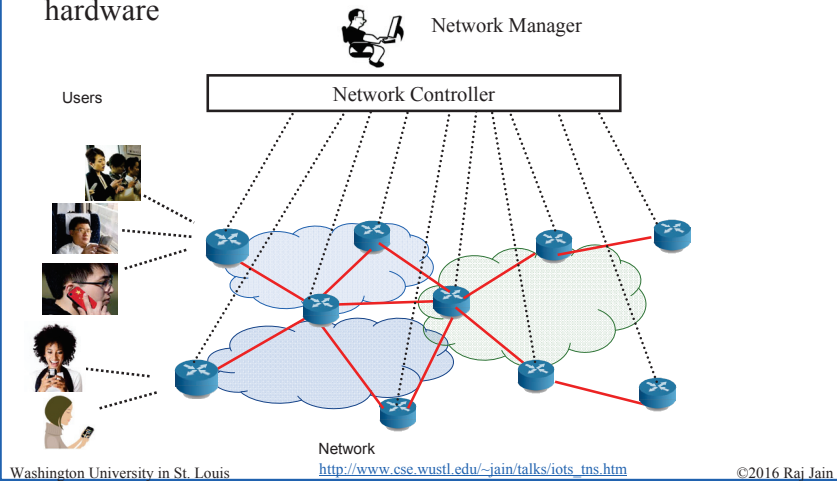 hardware
Network Manager
Users
Network Controller
Network
Washington University in St. Louis
http://www.cse.wustl.edu/~jain/talks/iots_tns.htm
©2016 Raj Jain